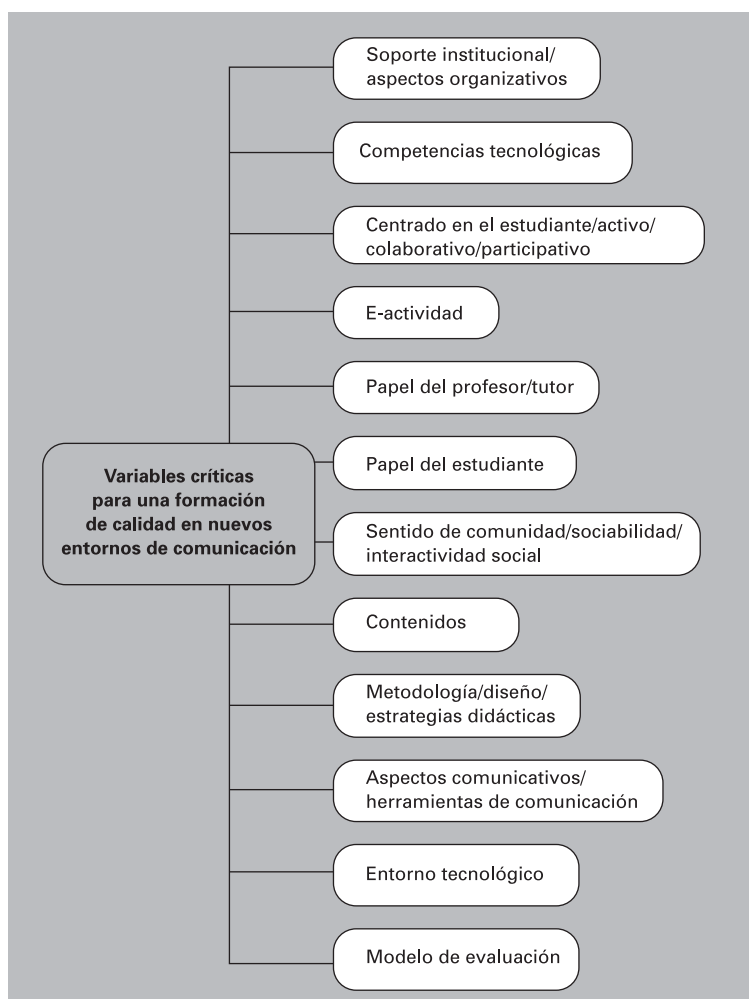 Soporte institucional/
aspectos organizativos
Competencias tecnológicas
Centrado en el estudiante/activo/
colaborativo/participativo
E-actividad
Papel del profesor/tutor
Variables críticas
para una formación
de calidad en nuevos
entornos de comunicación
Papel del estudiante
Sentido de comunidad/sociabilidad/
interactividad social
Contenidos
Metodología/diseño/
estrategias didácticas
Aspectos comunicativos/
herramientas de comunicación
Entorno tecnológico
Modelo de evaluación